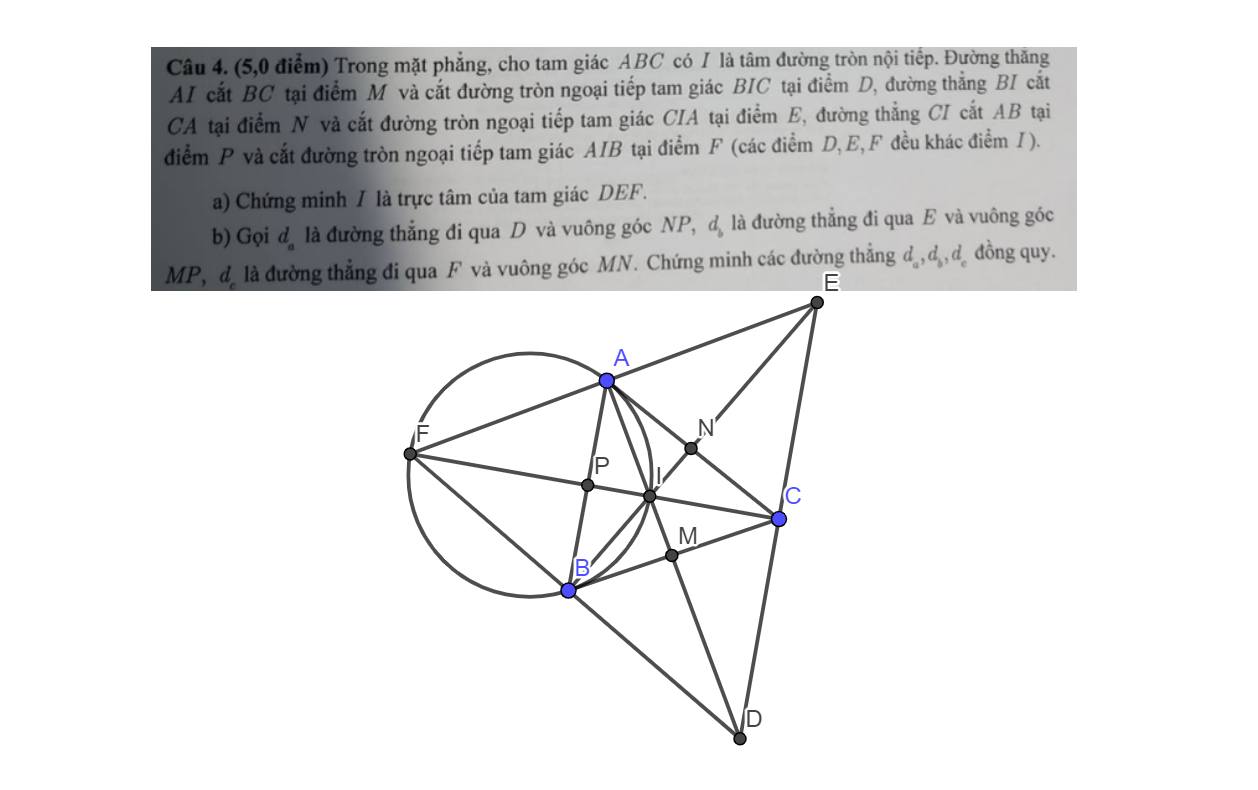 Câu 4. (5,0 điểm) Trong mặt phẳng, cho tam giác ABC có I là tâm đường tròn nội tiếp. Đường thẳng
AI cắt BC tại điểm M và cắt đường tròn ngoại tiếp tam giác BIC tại điểm D, đường thẳng BI cắt
CA tại điểm N và cắt đường tròn ngoại tiếp tam giác CIA tại điểm E, đường thẳng CI cắt AB tại
điểm P và cắt đường tròn ngoại tiếp tam giác AIB tại điểm F (các điểm D, E, F đều khác điểm I).
a) Chứng minh I là trực tâm của tam giác DEF.
b) Gọi d_a là đường thẳng đi qua D và vuông góc NP, d_b là đường thẳng đi qua E và vuông góc
MP, d_c là đường thẳng đi qua F và vuông góc MN. Chứng minh các đường thẳng d_a, d_b, d_c đồng quy.
E
A
F
N
P
I
C
M
B
D